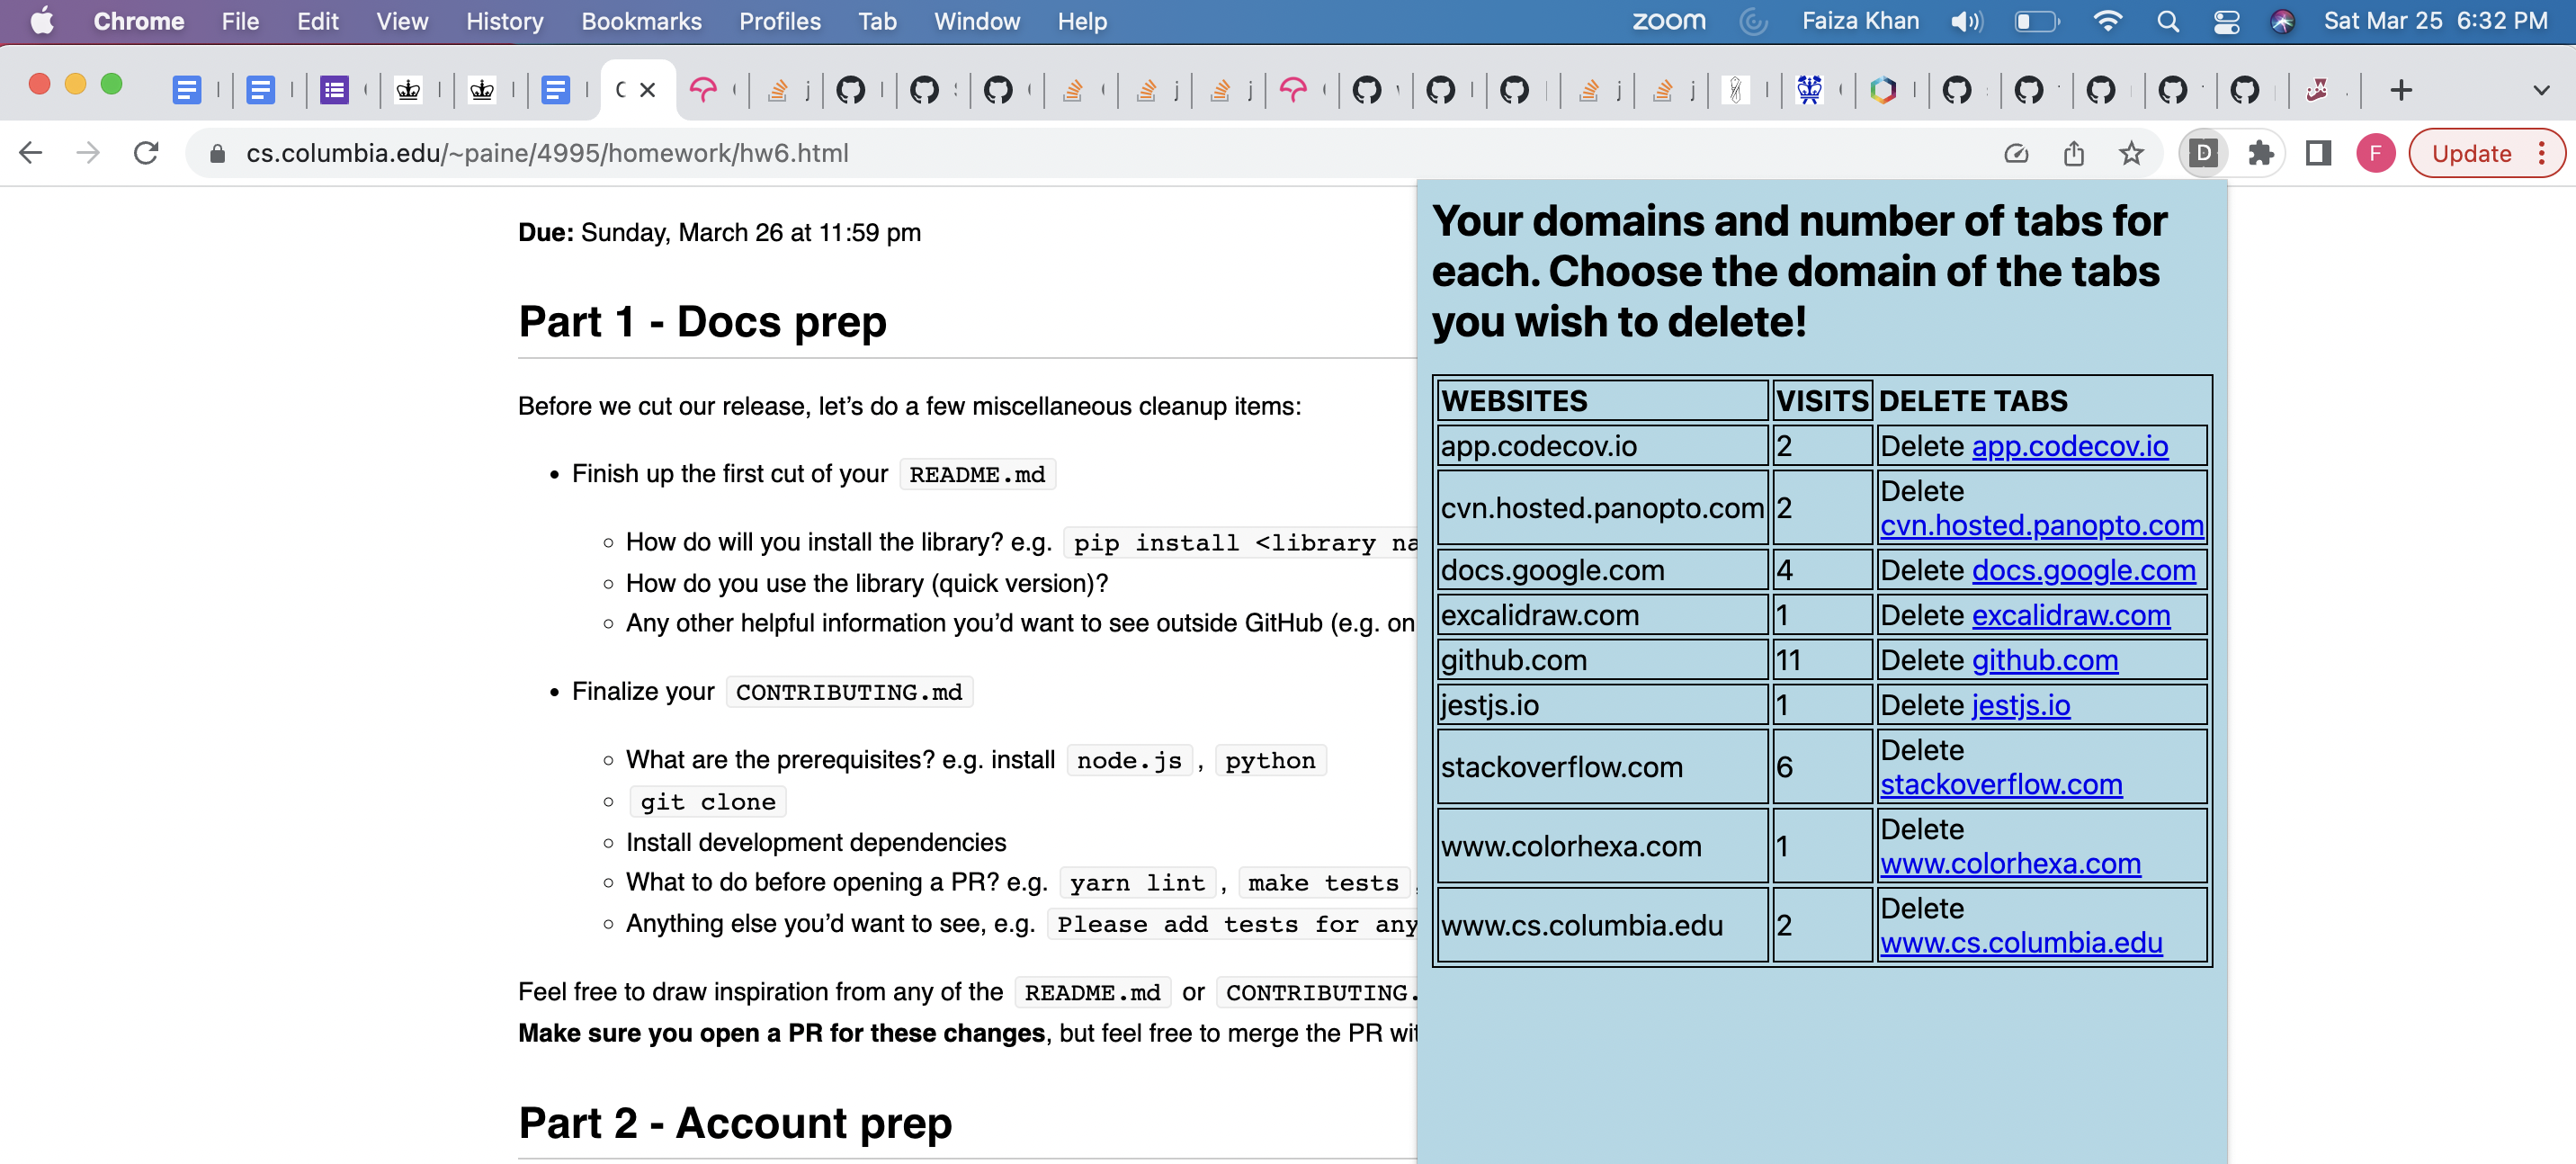 Chrome File Edit View History Bookmarks Profiles Tab Window Help zoom Faiza Khan Sat Mar 25 6:32 PM
cs.columbia.edu/~paine/4995/homework/hw6.html D F Update
Due: Sunday, March 26 at 11:59 pm
Part 1 - Docs prep
Before we cut our release, let’s do a few miscellaneous cleanup items:
• Finish up the first cut of your README.md
◦ How do will you install the library? e.g. pip install <library na
◦ How do you use the library (quick version)?
◦ Any other helpful information you’d want to see outside GitHub (e.g. on
• Finalize your CONTRIBUTING.md
◦ What are the prerequisites? e.g. install node.js , python
◦ git clone
◦ Install development dependencies
◦ What to do before opening a PR? e.g. yarn lint , make tests ,
◦ Anything else you’d want to see, e.g. Please add tests for any
Feel free to draw inspiration from any of the README.md or CONTRIBUTING.
Make sure you open a PR for these changes, but feel free to merge the PR wit
Part 2 - Account prep
Your domains and number of tabs for
each. Choose the domain of the tabs
you wish to delete!
WEBSITES VISITS DELETE TABS
app.codecov.io 2 Delete app.codecov.io
cvn.hosted.panopto.com 2 Delete
cvn.hosted.panopto.com
docs.google.com 4 Delete docs.google.com
excalidraw.com 1 Delete excalidraw.com
github.com 11 Delete github.com
jestjs.io 1 Delete jestjs.io
stackoverflow.com 6 Delete
stackoverflow.com
www.colorhexa.com 1 Delete
www.colorhexa.com
www.cs.columbia.edu 2 Delete
www.cs.columbia.edu